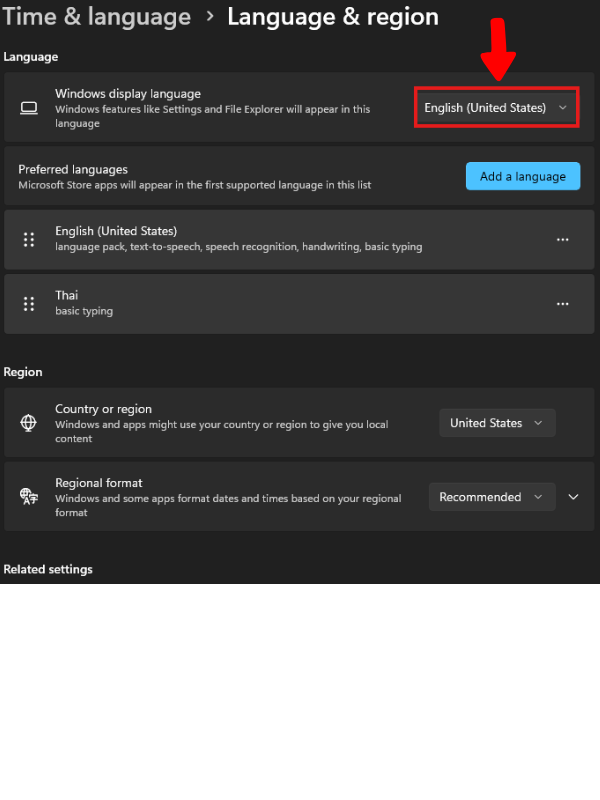 Time & language > Language & region
Language
Windows display language
Windows features like Settings and File Explorer will appear in this
language
English (United States)
Preferred languages
Microsoft Store apps will appear in the first supported language in this list
Add a language
English (United States)
language pack, text-to-speech, speech recognition, handwriting, basic typing
Thai
basic typing
Region
Country or region
Windows and apps might use your country or region to give you local
content
United States
Regional format
Windows and some apps format dates and times based on your regional
format
Recommended
Related settings